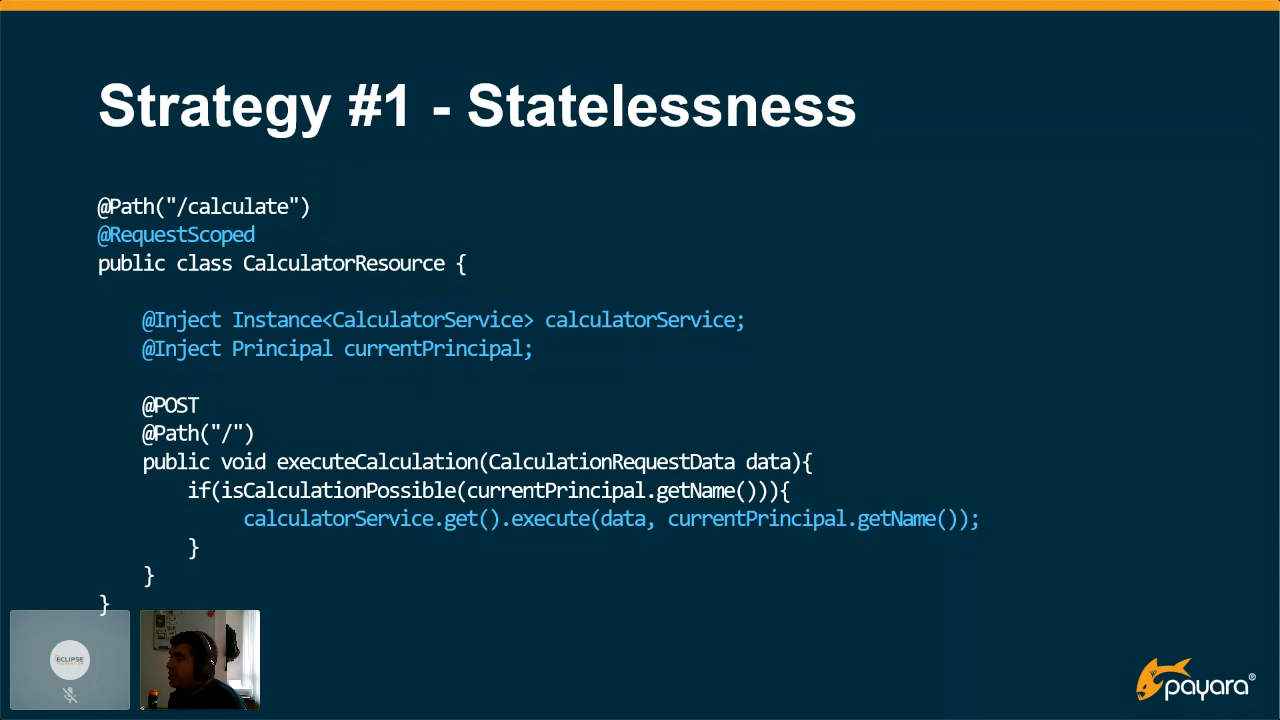 Strategy #1 - Statelessness
@Path("/calculate")
@RequestScoped
public class CalculatorResource {
@Inject Instance<CalculatorService> calculatorService;
@Inject Principal currentPrincipal;
@POST
@Path("/")
public void executeCalculation(CalculationRequestData data){
if(isCalculationPossible(currentPrincipal.getName())){
calculatorService.get().execute(data, currentPrincipal.getName());
}
}
}
ECLIPSE
payara®